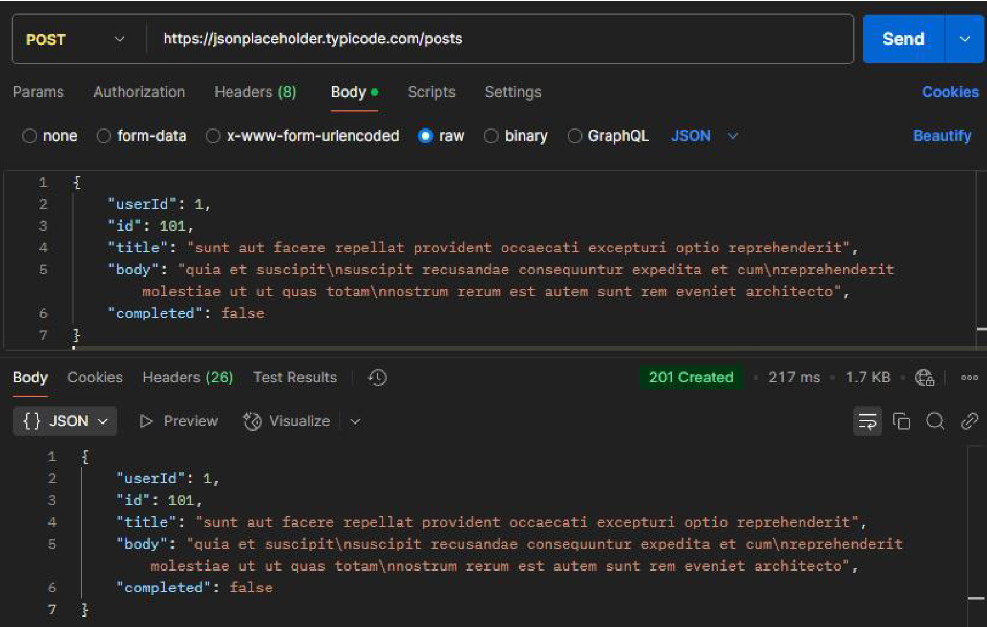 POST https://jsonplaceholder.typicode.com/posts Send
Params Authorization Headers (8) Body Scripts Settings Cookies
none form-data x-www-form-urlencoded raw binary GraphQL JSON Beautify
1 {
2 "userId": 1,
3 "id": 101,
4 "title": "sunt aut facere repellat provident occaecati excepturi optio reprehenderit",
5 "body": "quia et suscipit\nsuscipit recusandae consequuntur expedita et cum\nreprehenderit
molestiae ut ut quas totam\nnostrum rerum est autem sunt rem eveniet architecto",
6 "completed": false
7 }
Body Cookies Headers (26) Test Results 201 Created 217 ms 1.7 KB
{} JSON Preview Visualize
1 {
2 "userId": 1,
3 "id": 101,
4 "title": "sunt aut facere repellat provident occaecati excepturi optio reprehenderit",
5 "body": "quia et suscipit\nsuscipit recusandae consequuntur expedita et cum\nreprehenderit
molestiae ut ut quas totam\nnostrum rerum est autem sunt rem eveniet architecto",
6 "completed": false
7 }